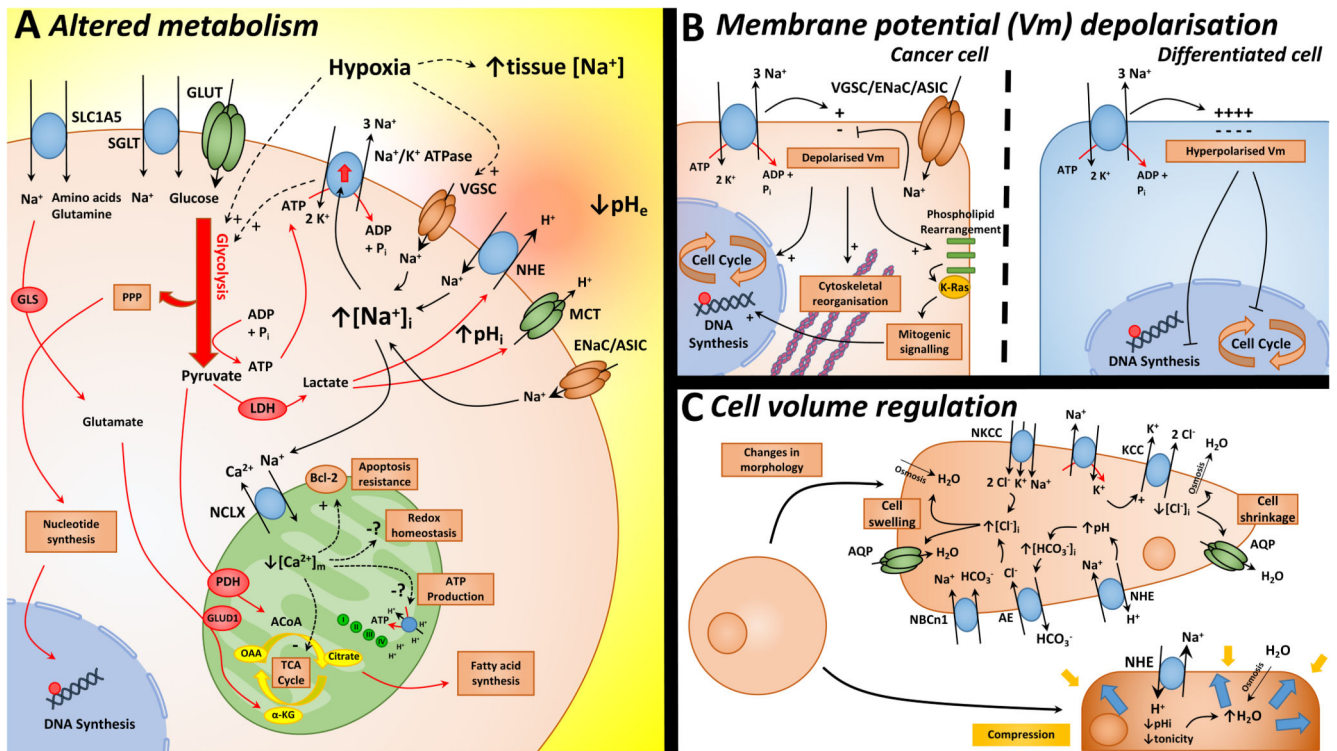 A Altered metabolism
Hypoxia
↑tissue [Na⁺]
GLUT
SLC1A5
SGLT
3 Na⁺
Na⁺/K⁺ ATPase
Na⁺
Amino acids
Glutamine
Na⁺
Glucose
+
+
ATP
2 K⁺
ADP
+ Pᵢ
+
VGSC
Na⁺
↓pHₑ
H⁺
Na⁺
NHE
H⁺
MCT
Glycolysis
GLS
PPP
ADP
+ Pᵢ
ATP
↑[Na⁺]ᵢ
↑pHᵢ
ENaC/ASIC
Na⁺
Pyruvate
LDH
Lactate
Glutamate
Ca²⁺
Na⁺
NCLX
Bcl-2
Apoptosis
resistance
+
-?
Redox
homeostasis
↓[Ca²⁺]ₘ
-?
ATP
Production
Nucleotide
synthesis
PDH
GLUD1
ACoA
I
II
III
IV
ATP
H⁺
H⁺
H⁺
H⁺
H⁺
H⁺
OAA
-
Citrate
TCA
Cycle
α-KG
Fatty acid
synthesis
DNA Synthesis
B Membrane potential (Vm) depolarisation
Cancer cell
Differentiated cell
3 Na⁺
+
-
VGSC/ENaC/ASIC
Depolarised Vm
ATP
2 K⁺
ADP +
Pᵢ
Na⁺
Phospholipid
Rearrangement
+
+
+
Cell Cycle
K-Ras
Cytoskeletal
reorganisation
DNA
Synthesis
+
Mitogenic
signalling
3 Na⁺
++++
----
Hyperpolarised Vm
ATP
2 K⁺
ADP +
Pᵢ
DNA Synthesis
Cell Cycle
C Cell volume regulation
Changes in
morphology
NKCC
Na⁺
K⁺
KCC
2 Cl⁻
H₂O
Osmosis
H₂O
2 Cl⁻
K⁺
Na⁺
K⁺
+
Osmosis
↓[Cl⁻]ᵢ
Cell
swelling
↑[Cl⁻]ᵢ
↑pH
Cell
shrinkage
AQP
H₂O
↑[HCO₃⁻]ᵢ
AQP
H₂O
Na⁺
HCO₃⁻
Cl⁻
Na⁺
NBCn1
AE
HCO₃⁻
NHE
H⁺
NHE
Na⁺
H₂O
Osmosis
H⁺
↓pHi
↓tonicity
↑H₂O
Compression